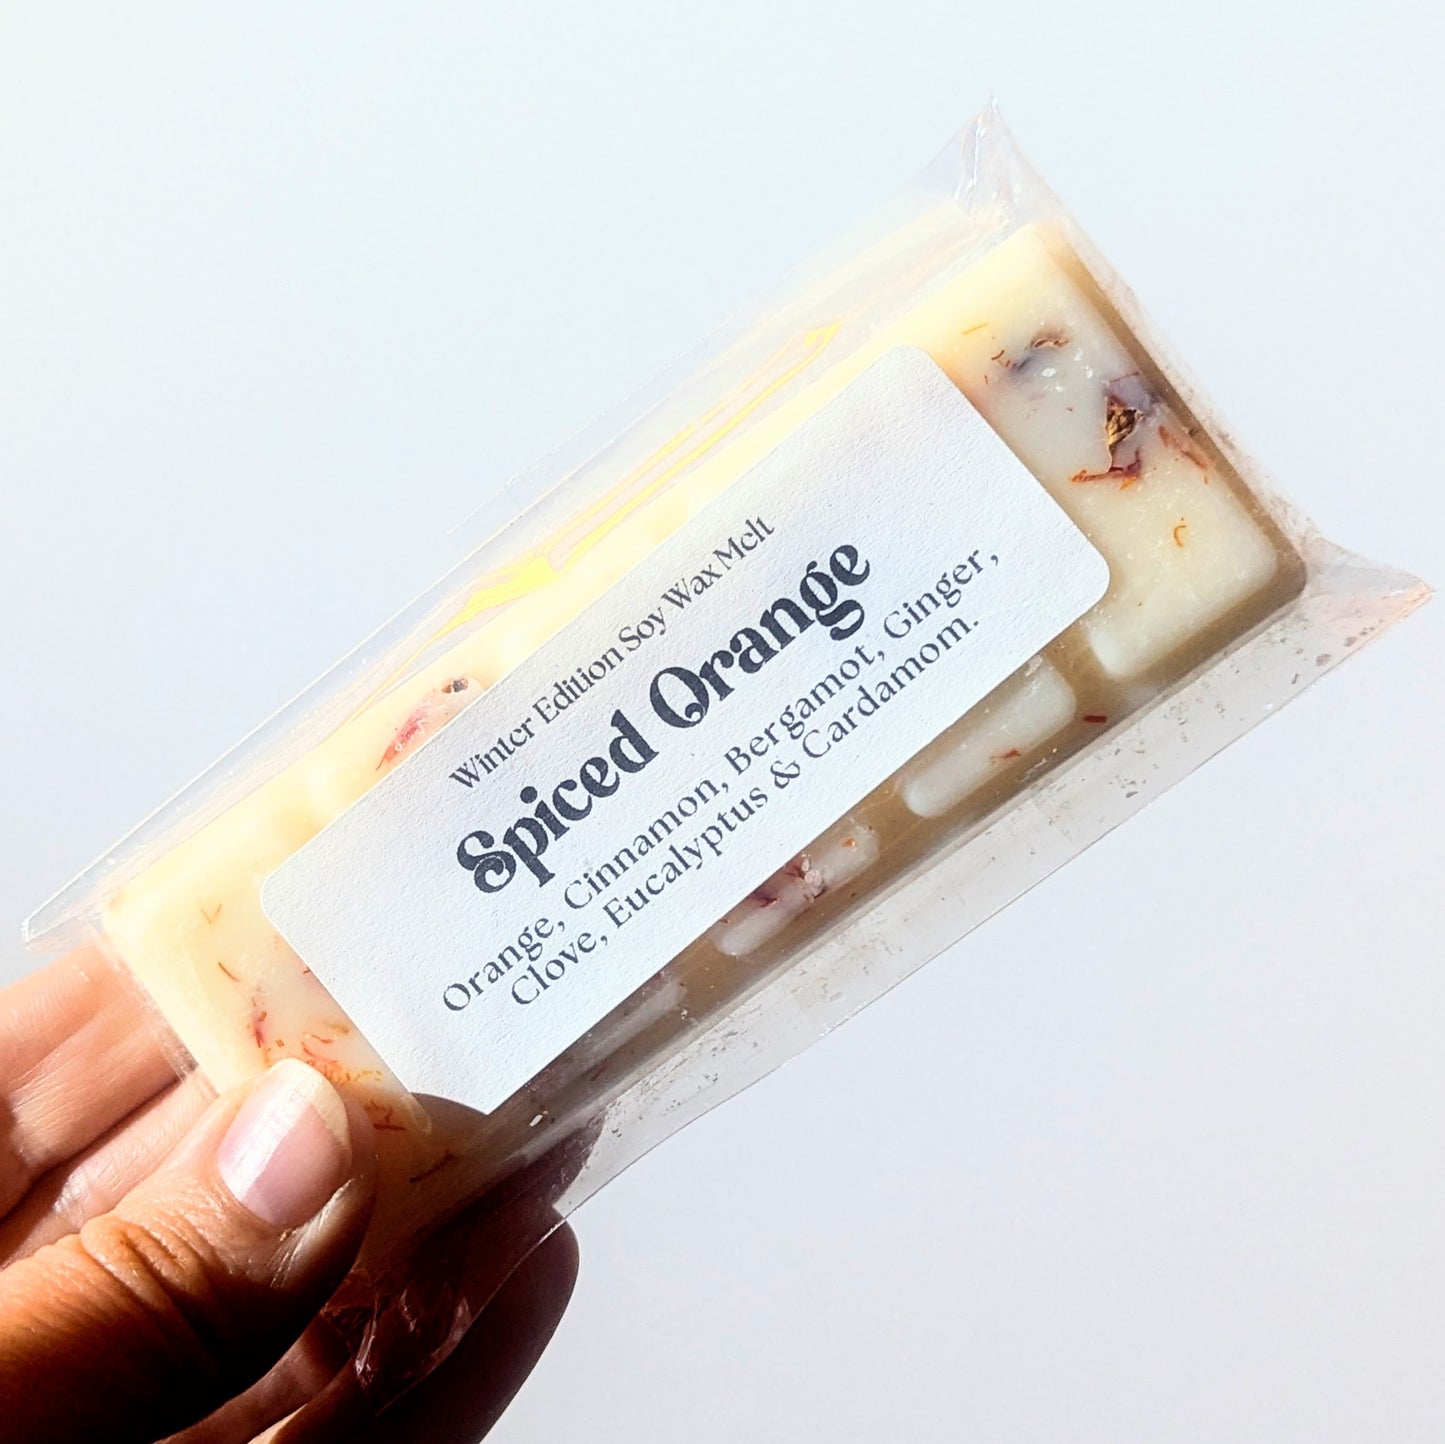 Winter Edition Soy Wax Melt
Spiced Orange
Orange, Cinnamon, Bergamot, Ginger,
Clove, Eucalyptus & Cardamom.